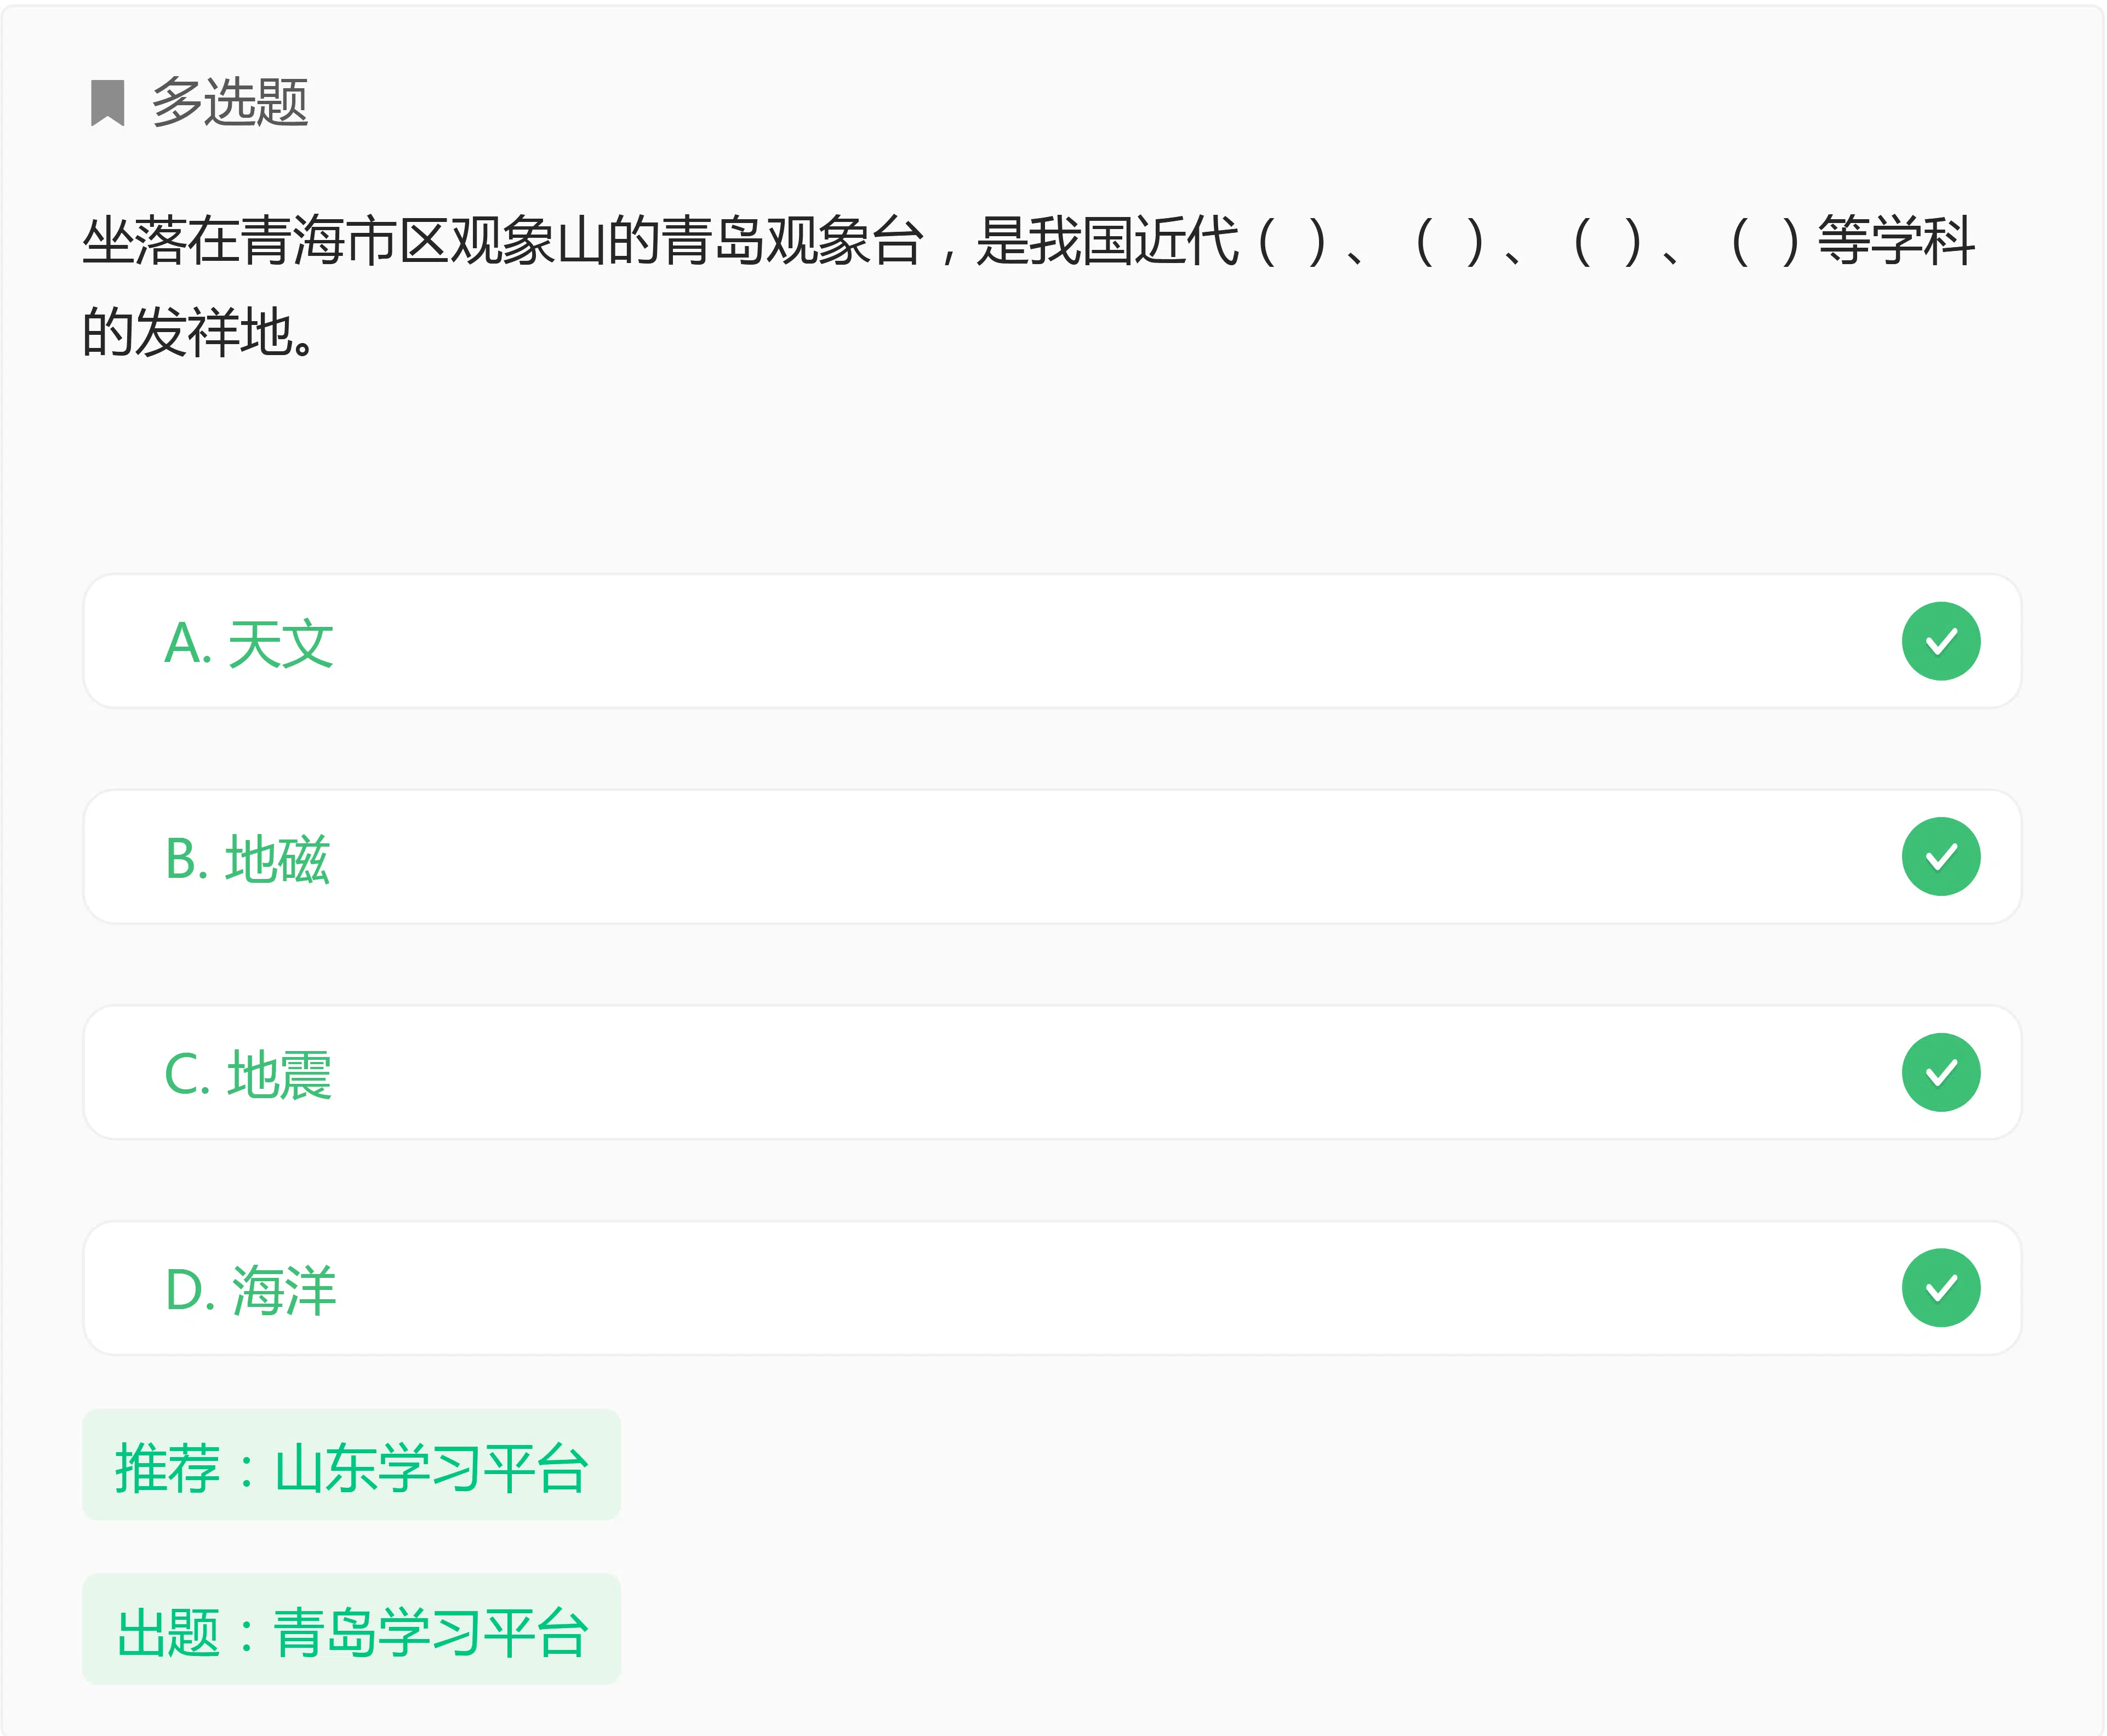 多选题
坐落在青海市区观象山的青岛观象台，是我国近代（ ）、（ ）、（ ）、（ ）等学科
的发祥地。
A. 天文
B. 地磁
C. 地震
D. 海洋
推荐：山东学习平台
出题：青岛学习平台